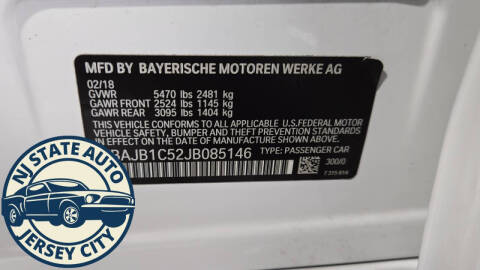 MFD BY BAYERISCHE MOTOREN WERKE AG
02/18
GVWR 5470 lbs 2481 kg
GAWR FRONT 2524 lbs 1145 kg
GAWR REAR 3095 lbs 1404 kg
THIS VEHICLE CONFORMS TO ALL APPLICABLE U.S.FEDERAL MOTOR
VEHICLE SAFETY, BUMPER, AND THEFT PREVENTION
STANDARDS IN EFFECT ON THE
DATE OF MANUFACTURE SHOWN ABOVE.
BAJB1C52JB085146 TYPE: PASSENGER CAR
300/0
NJ STATE AUTO
JERSEY CITY